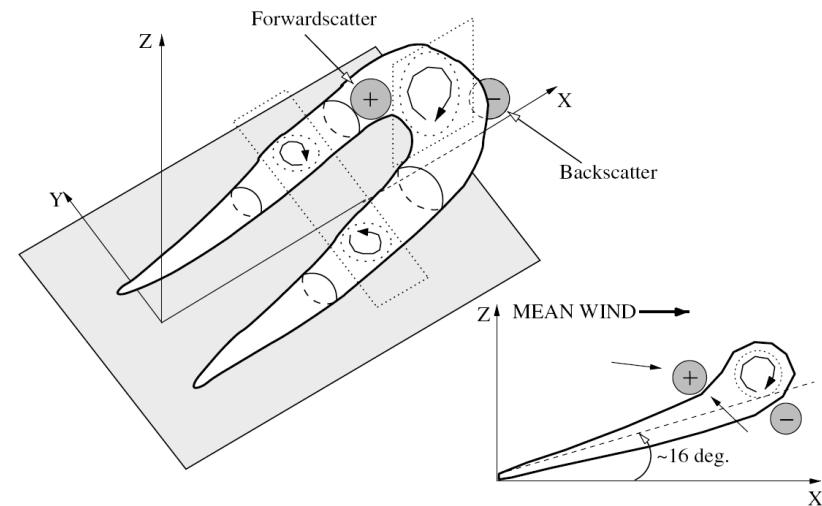 Forwardscatter
Z
+
−
X
Backscatter
Y
Z
MEAN WIND
+
−
~16 deg.
X